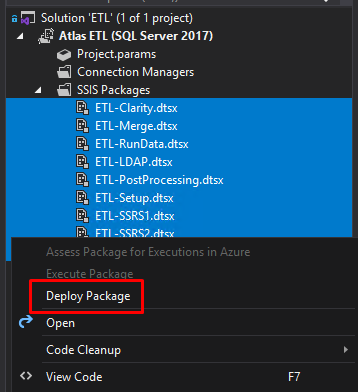 Solution 'ETL' (1 of 1 project)
Atlas ETL (SQL Server 2017)
Project.params
Connection Managers
SSIS Packages
ETL-Clarity.dtsx
ETL-Merge.dtsx
ETL-RunData.dtsx
ETL-LDAP.dtsx
ETL-PostProcessing.dtsx
ETL-Setup.dtsx
ETL-SSRS1.dtsx
ETL-SSRS2.dtsx
Assess Package for Executions in Azure
Execute Package
Deploy Package
Open
Code Cleanup
View Code F7